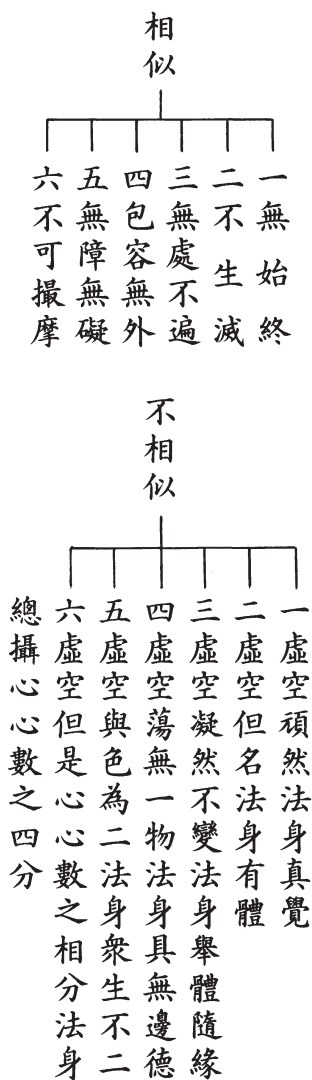 相似
一無始終
二不生滅
三無處不遍
四包容無外
五無障無礙
六不可撮摩
不相似
一虛空頑然法身真覺
二虛空但名法身有體
三虛空凝然不變法身舉體隨緣
四虛空蕩無一物法身具無邊德
五虛空與色為二法身衆生不二
六虛空但是心心數之相分法身
總攝心心數之四分